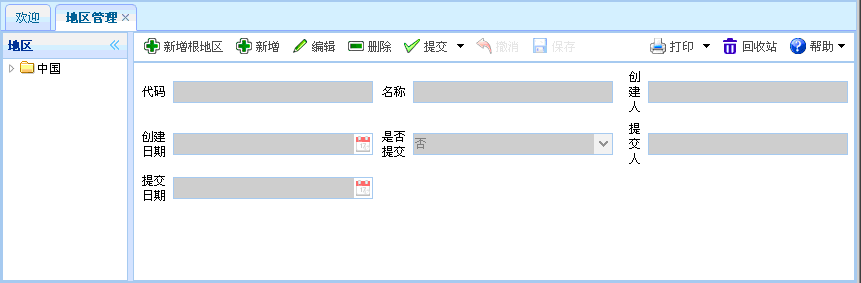 欢迎 地区管理
地区
新增根地区 新增 编辑 删除 提交 撤消 保存 打印 回收站 帮助
中国
代码 名称 创建人
创建日期 是否提交 否 提交人
提交日期